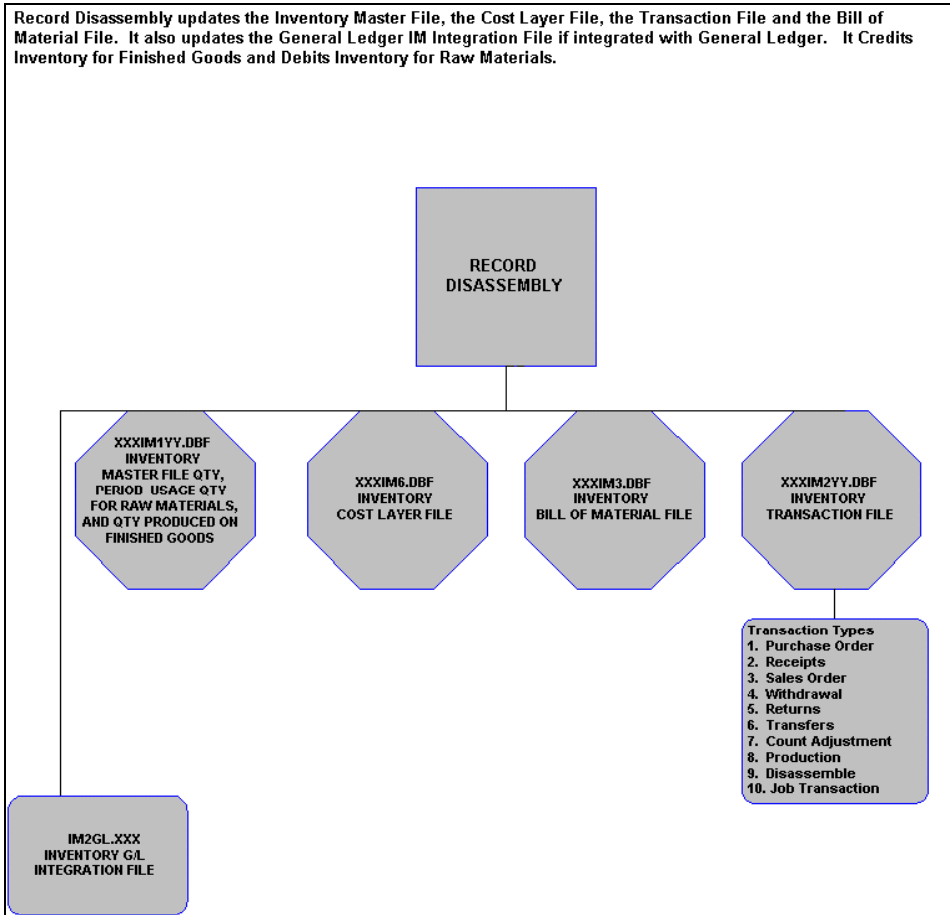 Record Disassembly updates the Inventory Master File, the Cost Layer File, the Transaction File and the Bill of
Material File.  It also updates the General Ledger IM Integration File if integrated with General Ledger.   It Credits
Inventory for Finished Goods and Debits Inventory for Raw Materials.
RECORD
DISASSEMBLY
XXXIM1YY.DBF
INVENTORY
MASTER FILE QTY,
PERIOD USAGE QTY
FOR RAW MATERIALS,
AND QTY PRODUCED ON
FINISHED GOODS
XXXIM6.DBF
INVENTORY
COST LAYER FILE
XXXIM3.DBF
INVENTORY
BILL OF MATERIAL FILE
XXXIM2YY.DBF
INVENTORY
TRANSACTION FILE
Transaction Types
1. Purchase Order
2. Receipts
3. Sales Order
4. Withdrawal
5. Returns
6. Transfers
7. Count Adjustment
8. Production
9. Disassemble
10. Job Transaction
IM2GL.XXX
INVENTORY G/L
INTEGRATION FILE